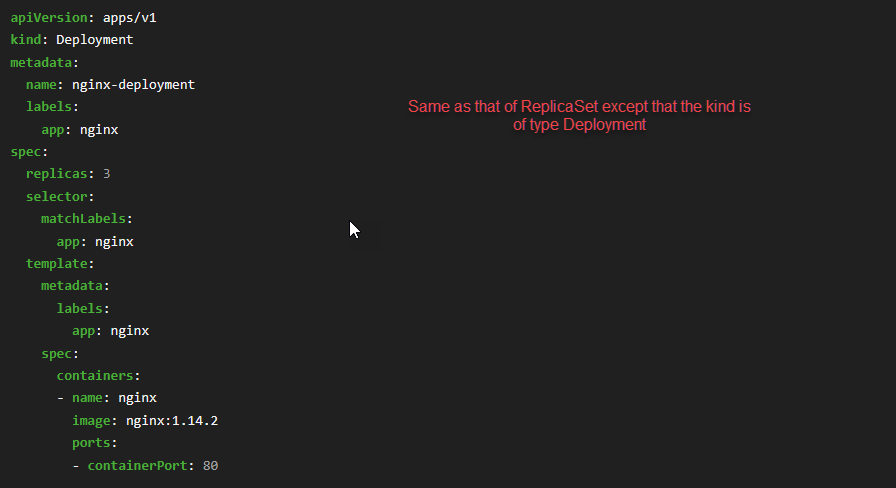 apiVersion: apps/v1
kind: Deployment
metadata:
  name: nginx-deployment
  labels:
    app: nginx
spec:
  replicas: 3
  selector:
    matchLabels:
      app: nginx
  template:
    metadata:
      labels:
        app: nginx
    spec:
      containers:
      - name: nginx
        image: nginx:1.14.2
        ports:
        - containerPort: 80
Same as that of ReplicaSet except that the kind is
of type Deployment